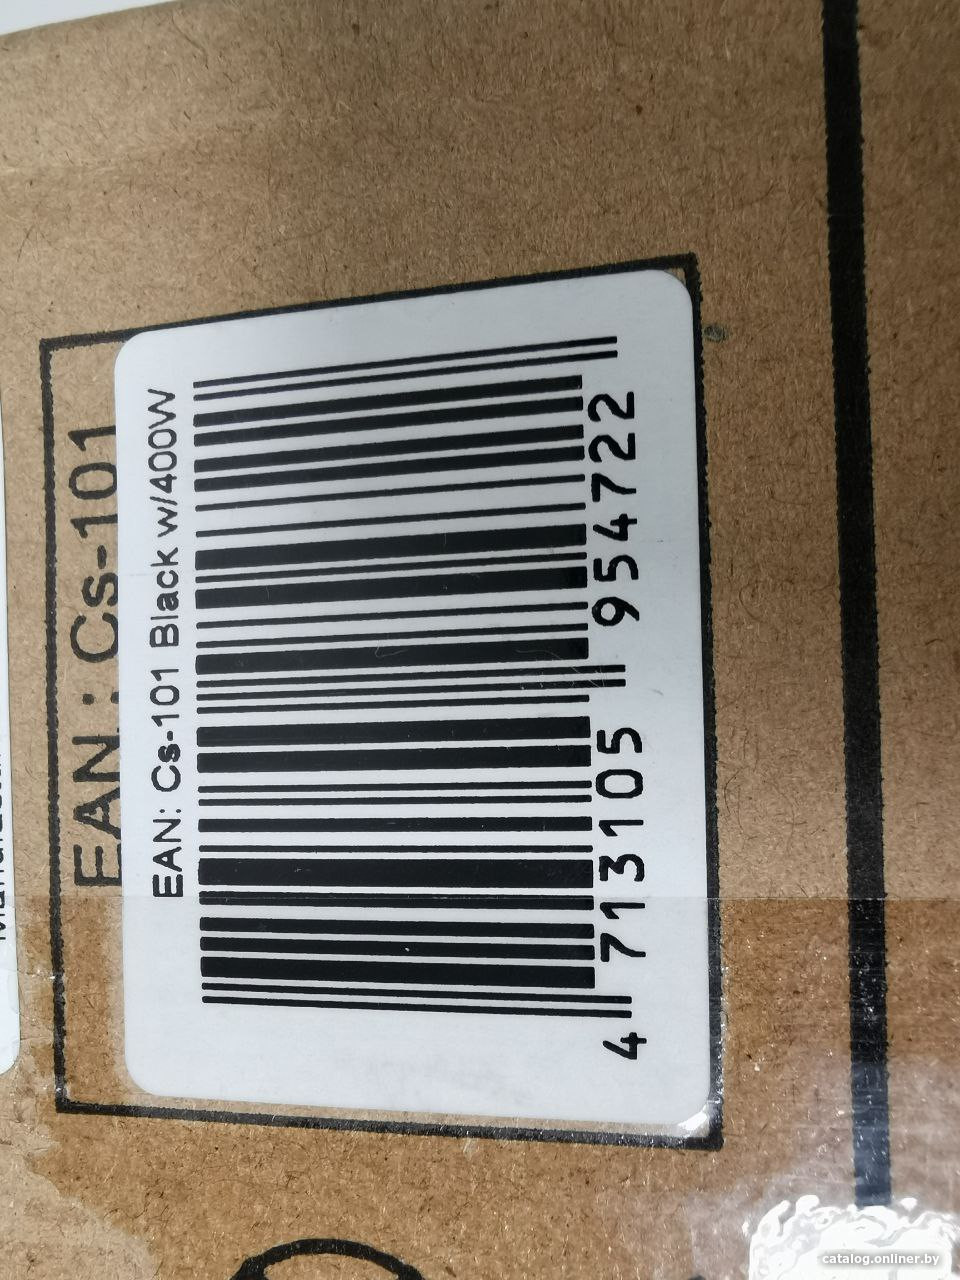 EAN: Cs-101
EAN: Cs-101 Black w/400W
4 713105 954722
catalog.onliner.by